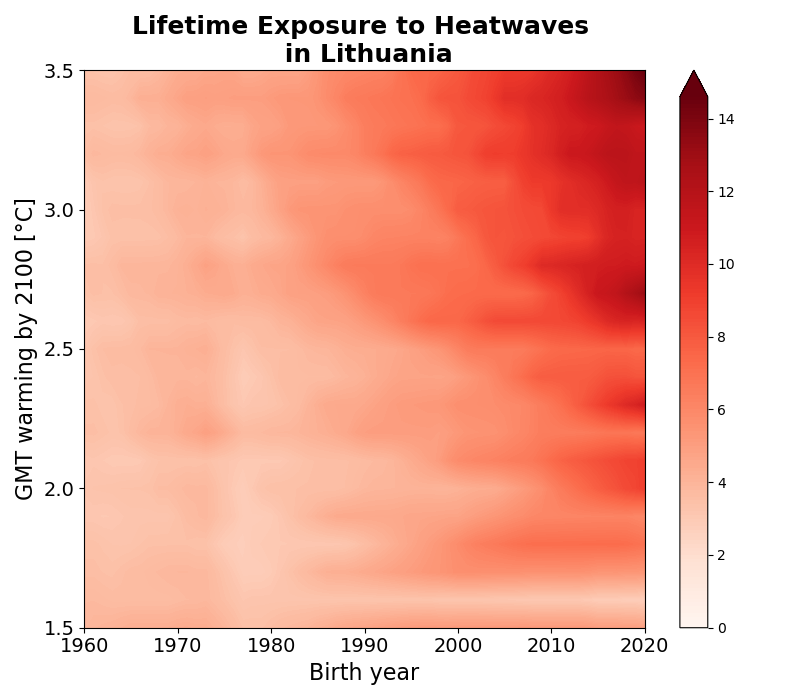 Lifetime Exposure to Heatwaves
in Lithuania
GMT warming by 2100 [°C]
3.5
3.0
2.5
2.0
1.5
1960 1970 1980 1990 2000 2010 2020
Birth year
14
12
10
8
6
4
2
0